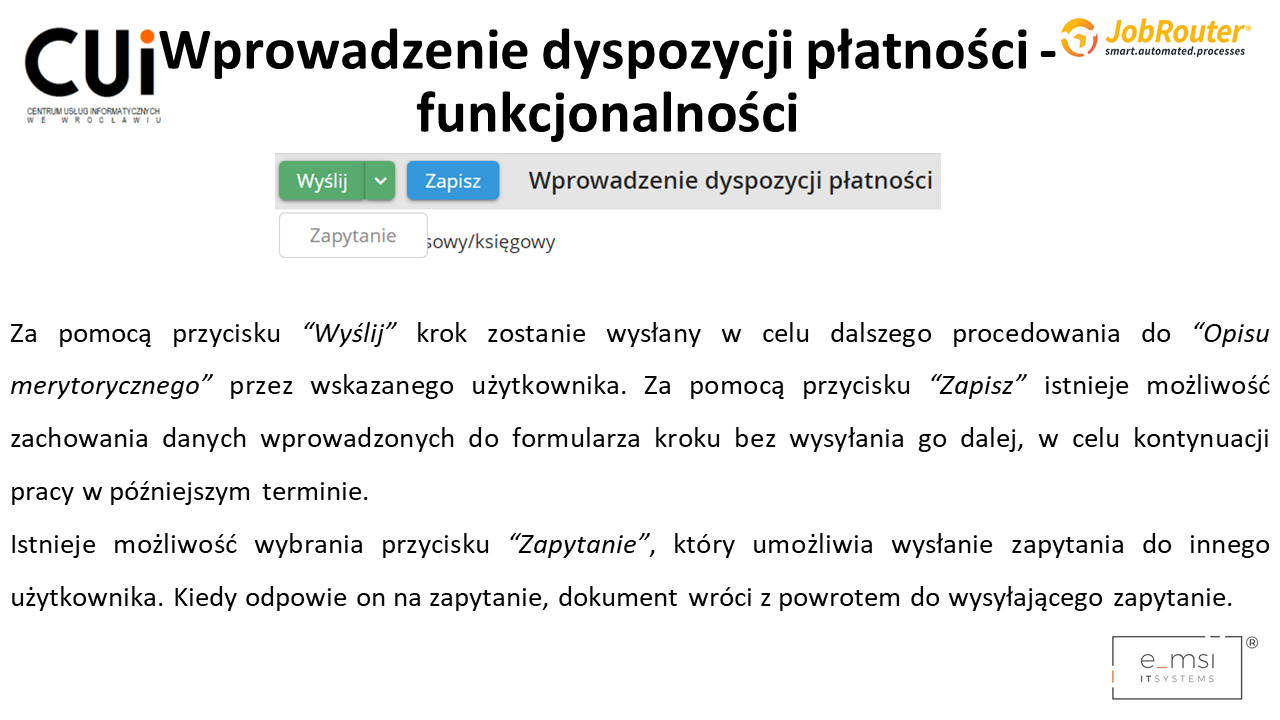 CUi
CENTRUM USŁUG INFORMATYCZNYCH
WE WROCŁAWIU
Wprowadzenie dyspozycji płatności -
funkcjonalności
JobRouter®
smart.automated.processes
Wyślij Zapisz Wprowadzenie dyspozycji płatności
Zapytanie sowy/księgowy
Za pomocą przycisku “Wyślij” krok zostanie wysłany w celu dalszego procedowania do “Opisu
merytorycznego” przez wskazanego użytkownika. Za pomocą przycisku “Zapisz” istnieje możliwość
zachowania danych wprowadzonych do formularza kroku bez wysyłania go dalej, w celu kontynuacji
pracy w późniejszym terminie.
Istnieje możliwość wybrania przycisku “Zapytanie”, który umożliwia wysłanie zapytania do innego
użytkownika. Kiedy odpowie on na zapytanie, dokument wróci z powrotem do wysyłającego zapytanie.
e_msi ®
ITSYSTEMS